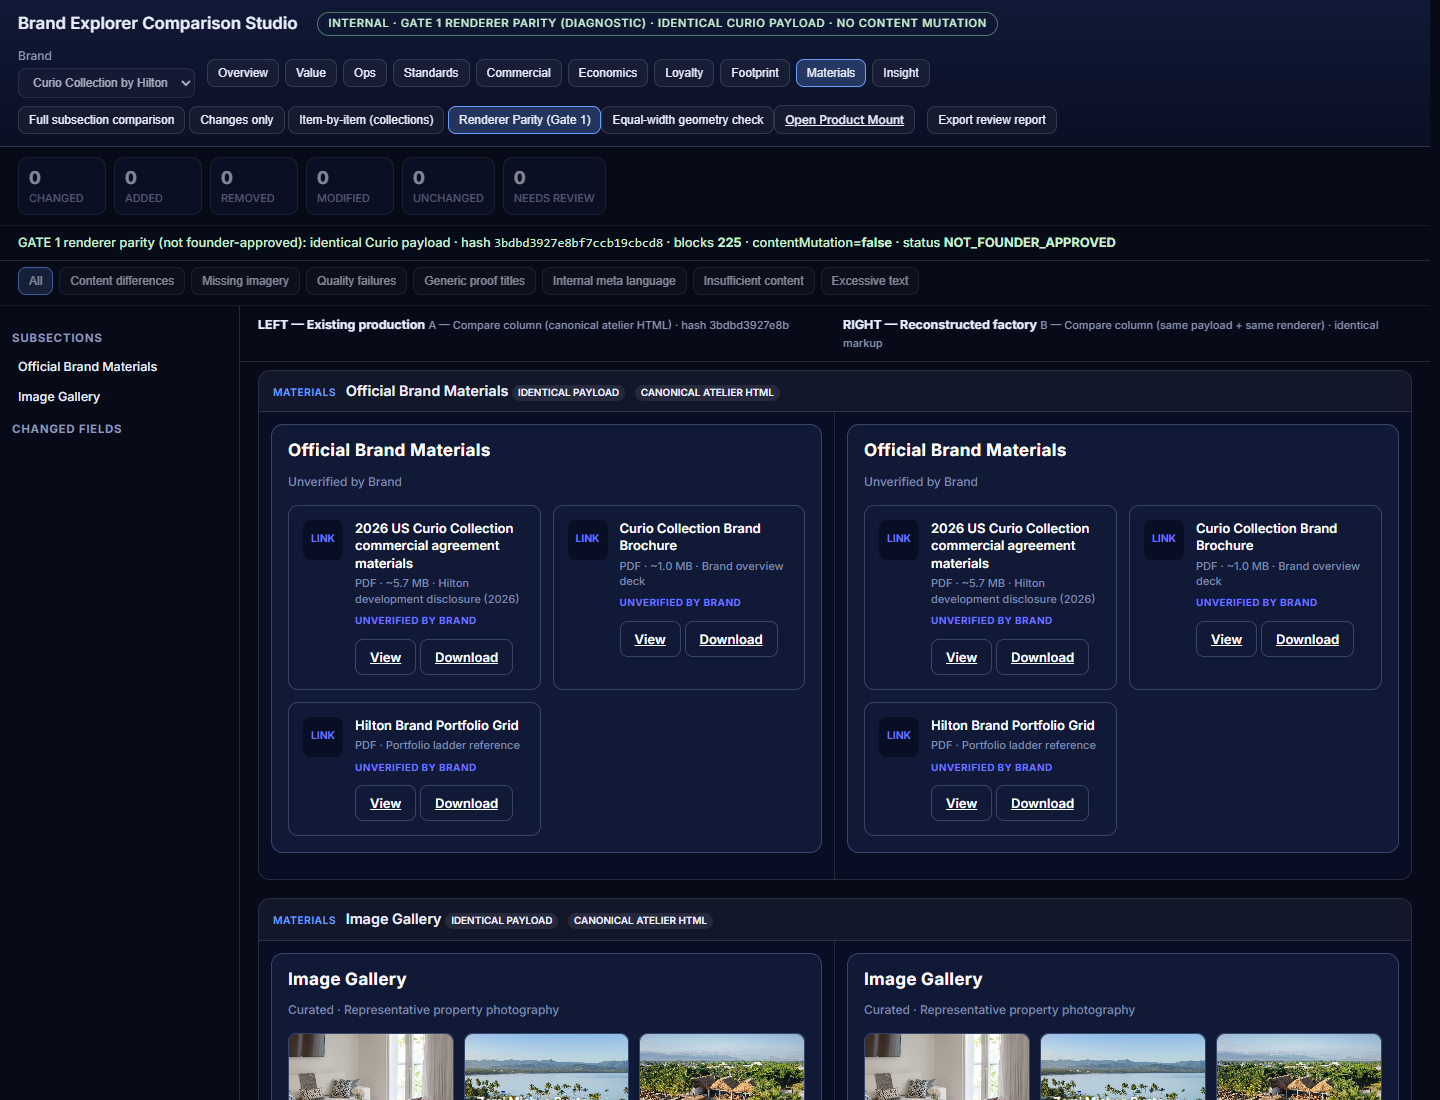 Brand Explorer Comparison Studio
INTERNAL · GATE 1 RENDERER PARITY (DIAGNOSTIC) · IDENTICAL CURIO PAYLOAD · NO CONTENT MUTATION
Brand
Curio Collection by Hilton
Overview
Value
Ops
Standards
Commercial
Economics
Loyalty
Footprint
Materials
Insight
Full subsection comparison
Changes only
Item-by-item (collections)
Renderer Parity (Gate 1)
Equal-width geometry check
Open Product Mount
Export review report
0
CHANGED
0
ADDED
0
REMOVED
0
MODIFIED
0
UNCHANGED
0
NEEDS REVIEW
GATE 1 renderer parity (not founder-approved): identical Curio payload · hash 3bdbd3927e8bf7ccb19cbcd8 · blocks 225 · contentMutation=false · status NOT_FOUNDER_APPROVED
All
Content differences
Missing imagery
Quality failures
Generic proof titles
Internal meta language
Insufficient content
Excessive text
SUBSECTIONS
Official Brand Materials
Image Gallery
CHANGED FIELDS
LEFT — Existing production A — Compare column (canonical atelier HTML) · hash 3bdbd3927e8b
RIGHT — Reconstructed factory B — Compare column (same payload + same renderer) · identical
markup
MATERIALS Official Brand Materials IDENTICAL PAYLOAD CANONICAL ATELIER HTML
Official Brand Materials
Unverified by Brand
LINK
2026 US Curio Collection
commercial agreement
materials
PDF · ~5.7 MB · Hilton
development disclosure (2026)
UNVERIFIED BY BRAND
View
Download
LINK
Curio Collection Brand
Brochure
PDF · ~1.0 MB · Brand overview
deck
UNVERIFIED BY BRAND
View
Download
LINK
Hilton Brand Portfolio Grid
PDF · Portfolio ladder reference
UNVERIFIED BY BRAND
View
Download
Official Brand Materials
Unverified by Brand
LINK
2026 US Curio Collection
commercial agreement
materials
PDF · ~5.7 MB · Hilton
development disclosure (2026)
UNVERIFIED BY BRAND
View
Download
LINK
Curio Collection Brand
Brochure
PDF · ~1.0 MB · Brand overview
deck
UNVERIFIED BY BRAND
View
Download
LINK
Hilton Brand Portfolio Grid
PDF · Portfolio ladder reference
UNVERIFIED BY BRAND
View
Download
MATERIALS Image Gallery IDENTICAL PAYLOAD CANONICAL ATELIER HTML
Image Gallery
Curated · Representative property photography
Image Gallery
Curated · Representative property photography